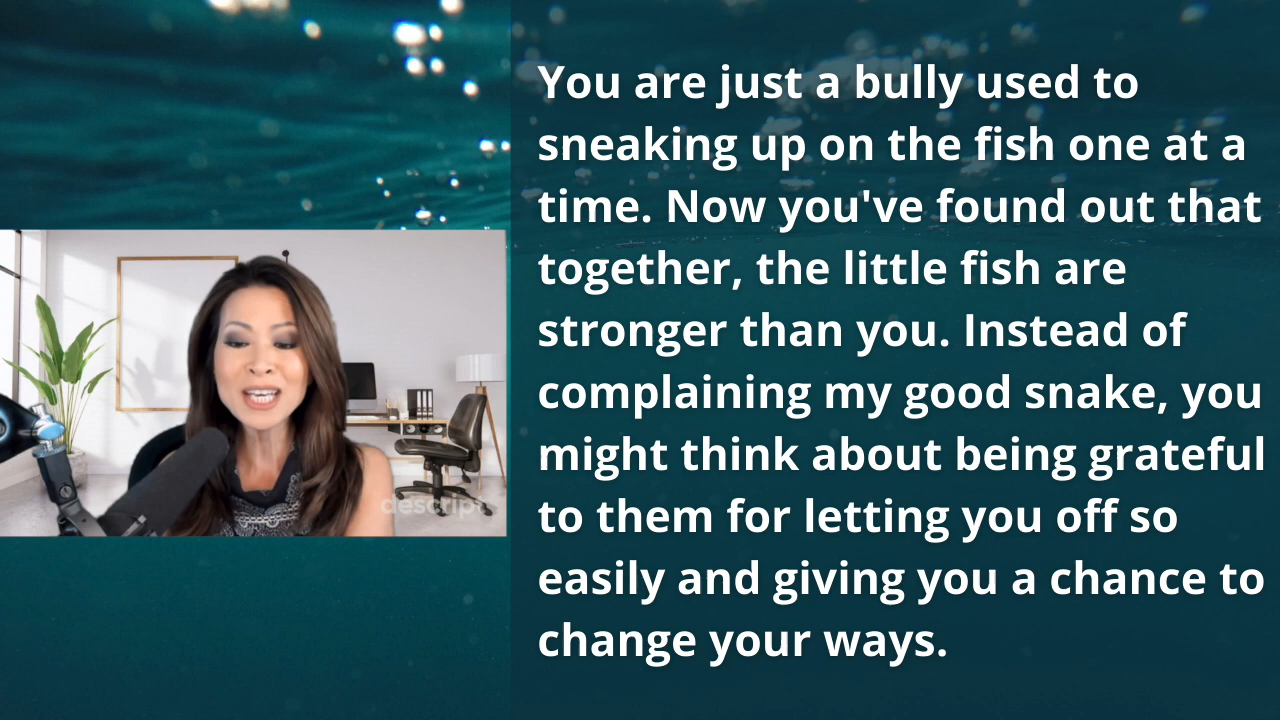 You are just a bully used to
sneaking up on the fish one at a
time. Now you've found out that
together, the little fish are
stronger than you. Instead of
complaining my good snake, you
might think about being grateful
to them for letting you off so
easily and giving you a chance to
change your ways.
descript